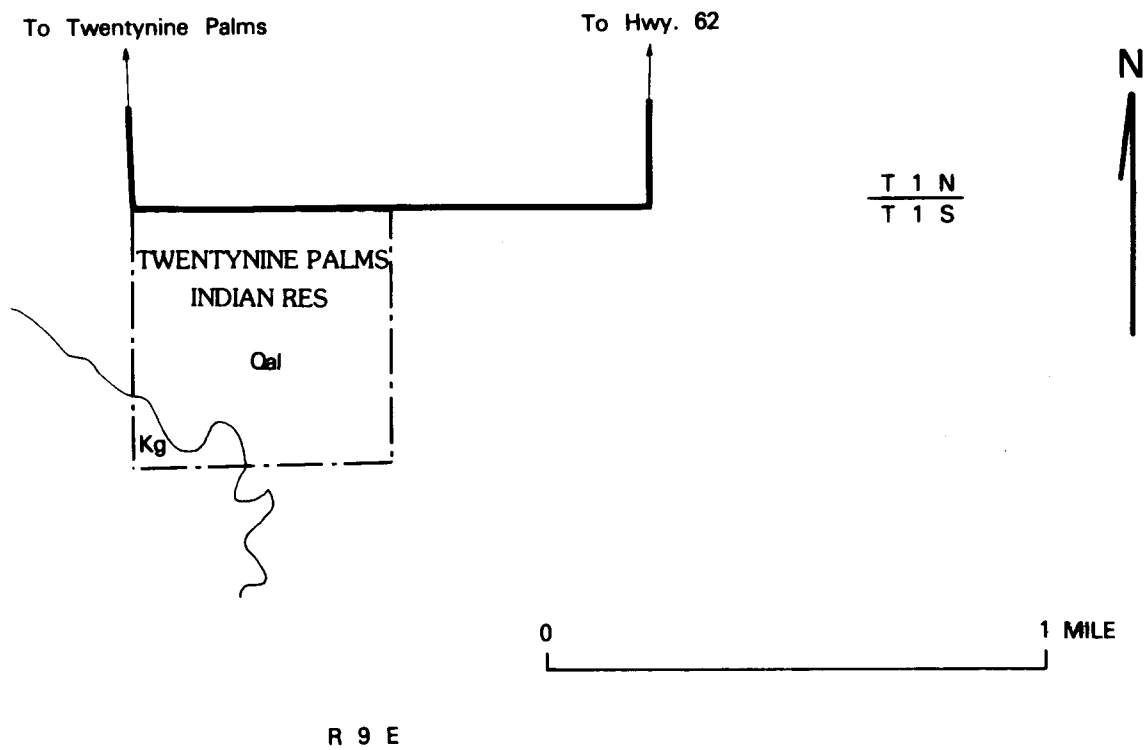 To Twentynine Palms
To Hwy. 62
N
T 1 N
T 1 S
TWENTYNINE PALMS
INDIAN RES
Qal
Kg
0 1 MILE
R 9 E